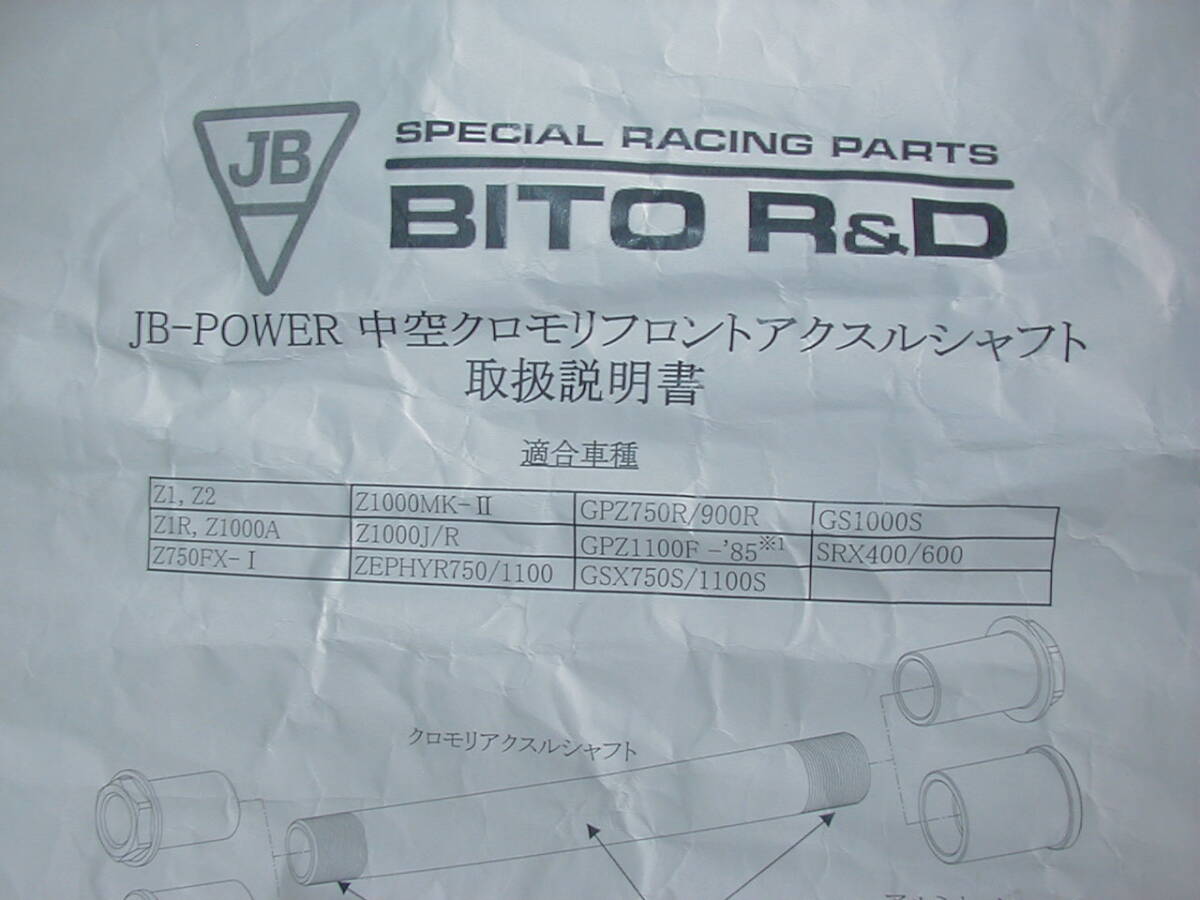 JB
SPECIAL RACING PARTS
BITO R&D
JB-POWER 中空クロモリフロントアクスルシャフト
取扱説明書
適合車種
Z1, Z2 Z1000MK-Ⅱ GPZ750R/900R GS1000S
Z1R, Z1000A Z1000J/R GPZ1100F -'85※1 SRX400/600
Z750FX-Ⅰ ZEPHYR750/1100 GSX750S/1100S
クロモリアクスルシャフト